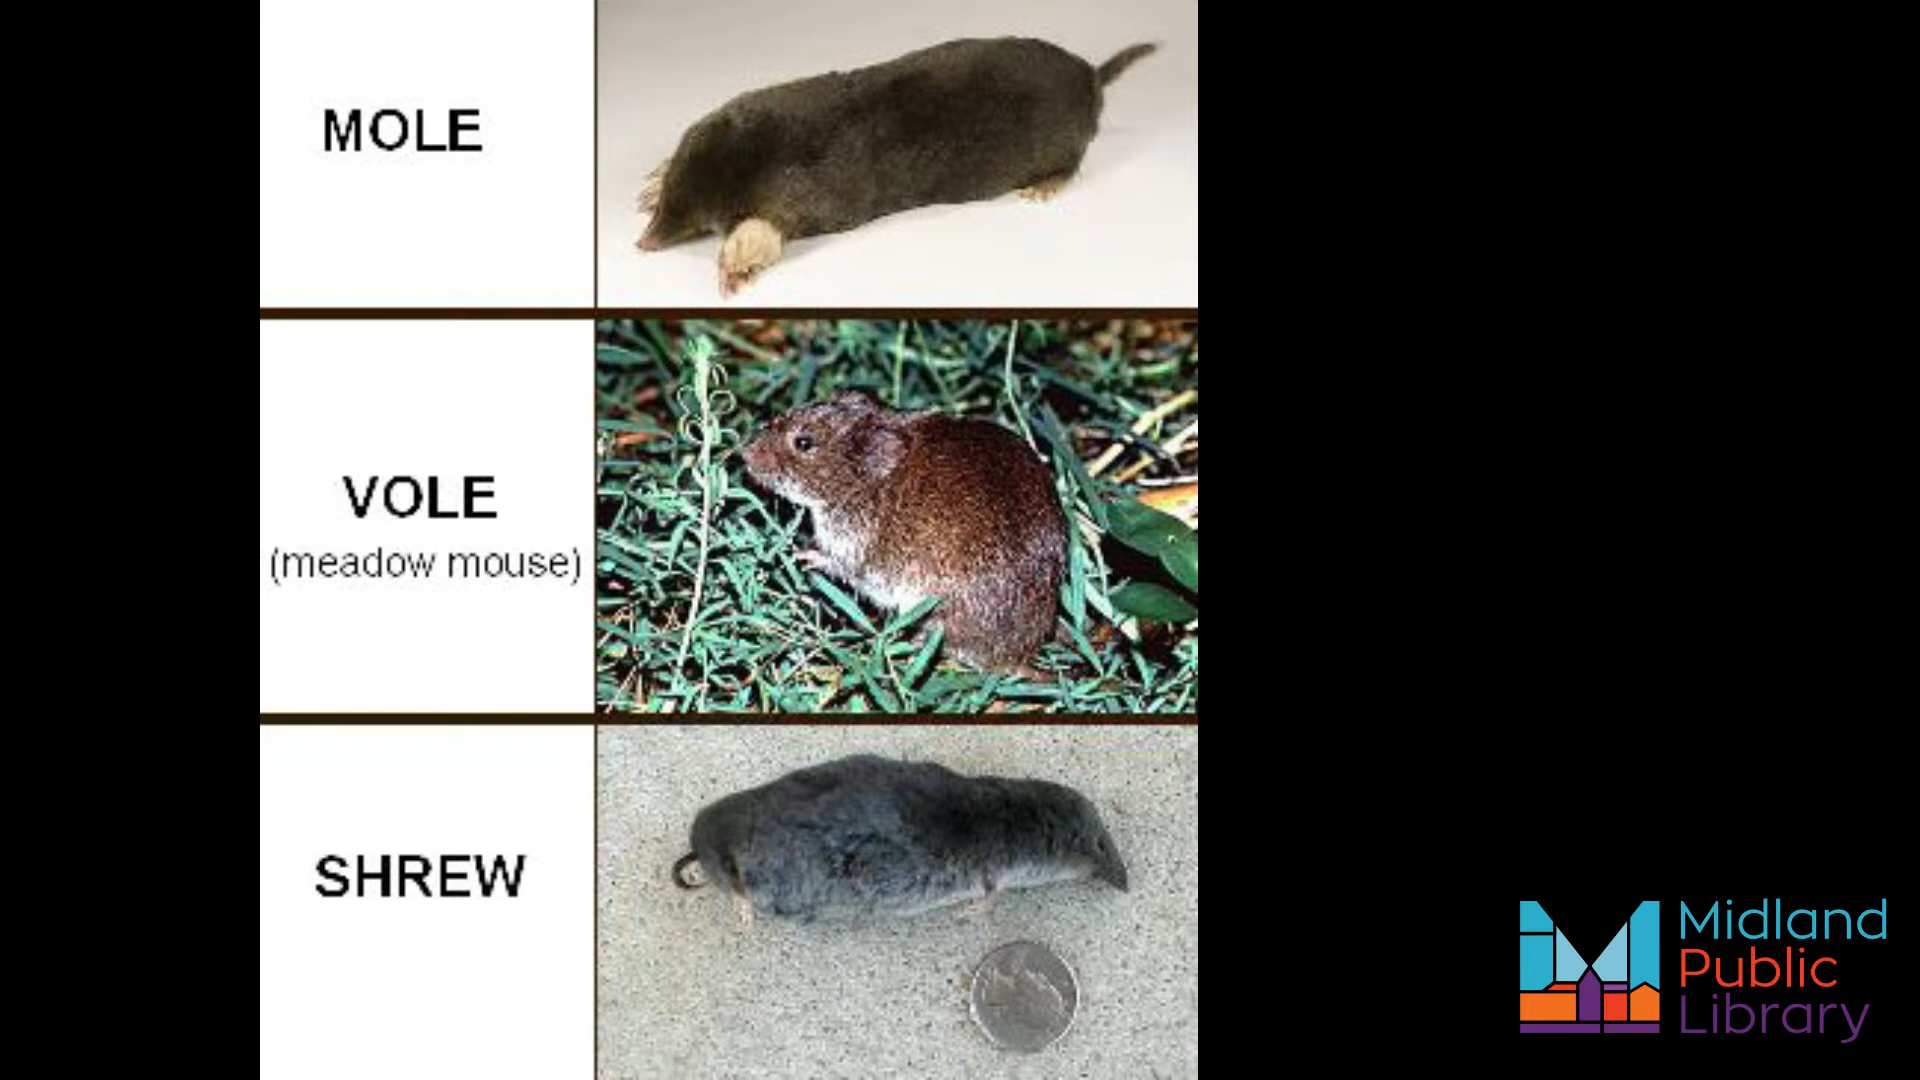 MOLE
VOLE
(meadow mouse)
SHREW
Midland
Public
Library